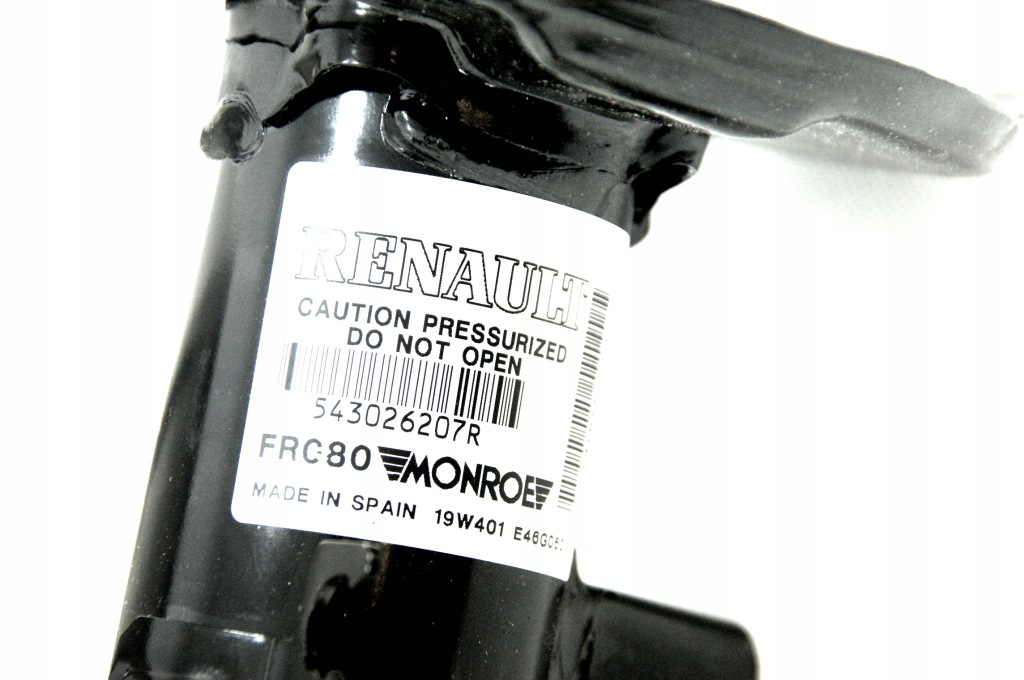 RENAULT
CAUTION PRESSURIZED
DO NOT OPEN
543026207R
FRC80 MONROE
MADE IN SPAIN 19W401